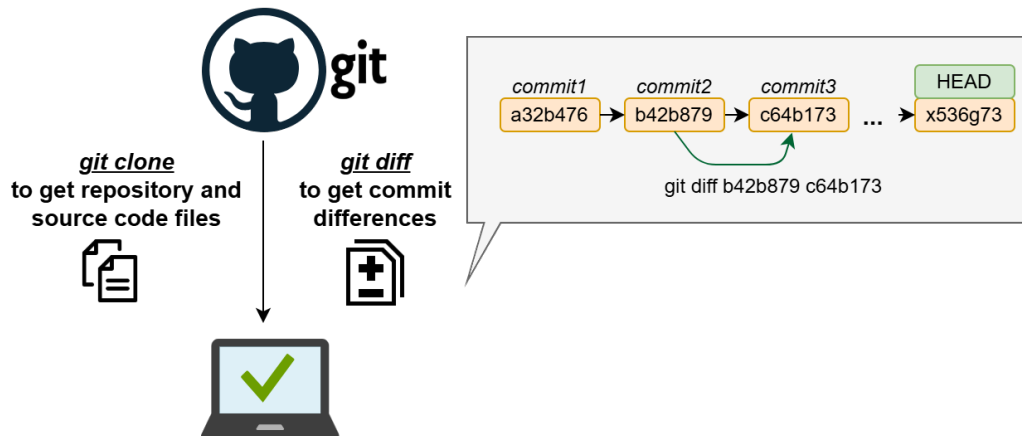 git
git clone
to get repository and
source code files
git diff
to get commit
differences
commit1 commit2 commit3 HEAD
a32b476 b42b879 c64b173 ... x536g73
git diff b42b879 c64b173